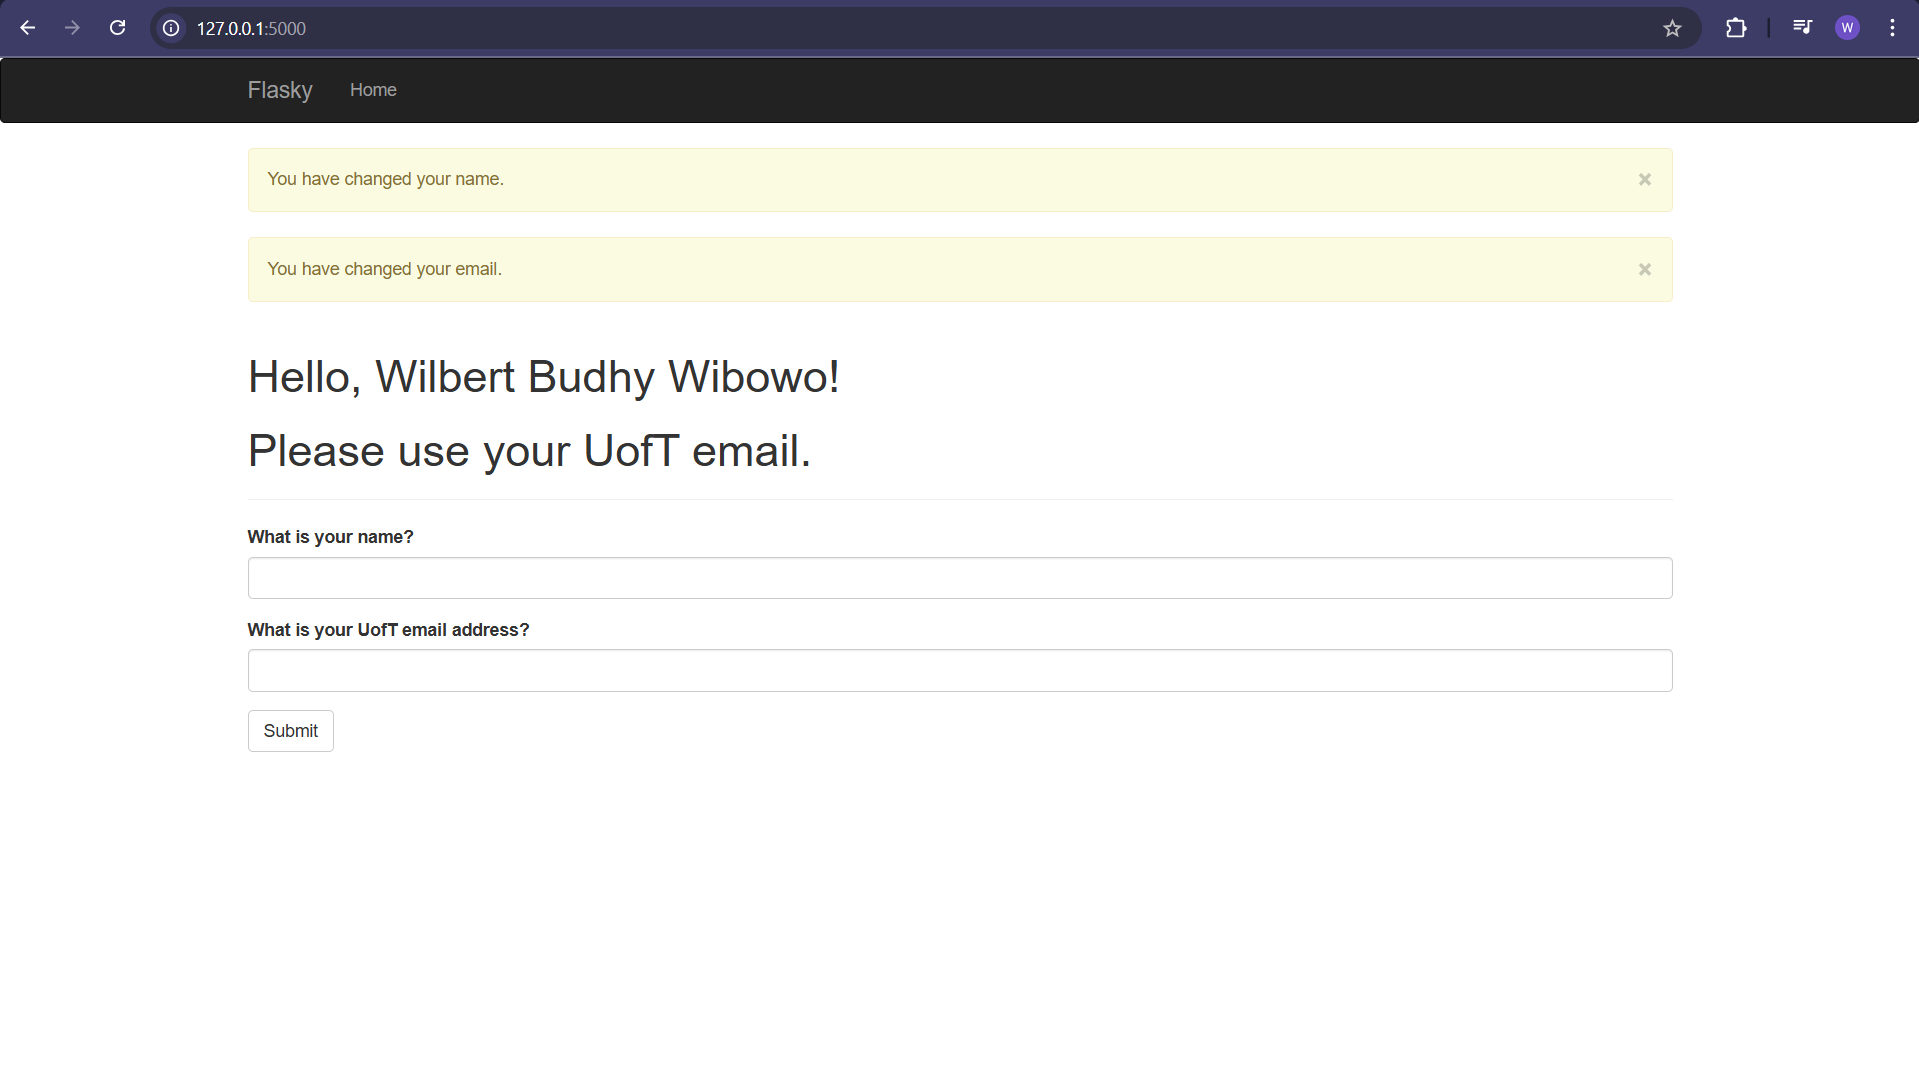 127.0.0.1:5000
W
Flasky Home
You have changed your name. ×
You have changed your email. ×
Hello, Wilbert Budhy Wibowo!
Please use your UofT email.
What is your name?
What is your UofT email address?
Submit